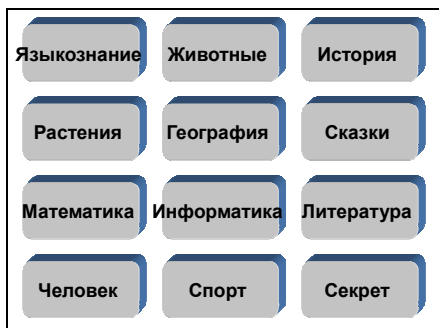 Языкознание Животные История
Растения География Сказки
Математика Информатика Литература
Человек Спорт Секрет